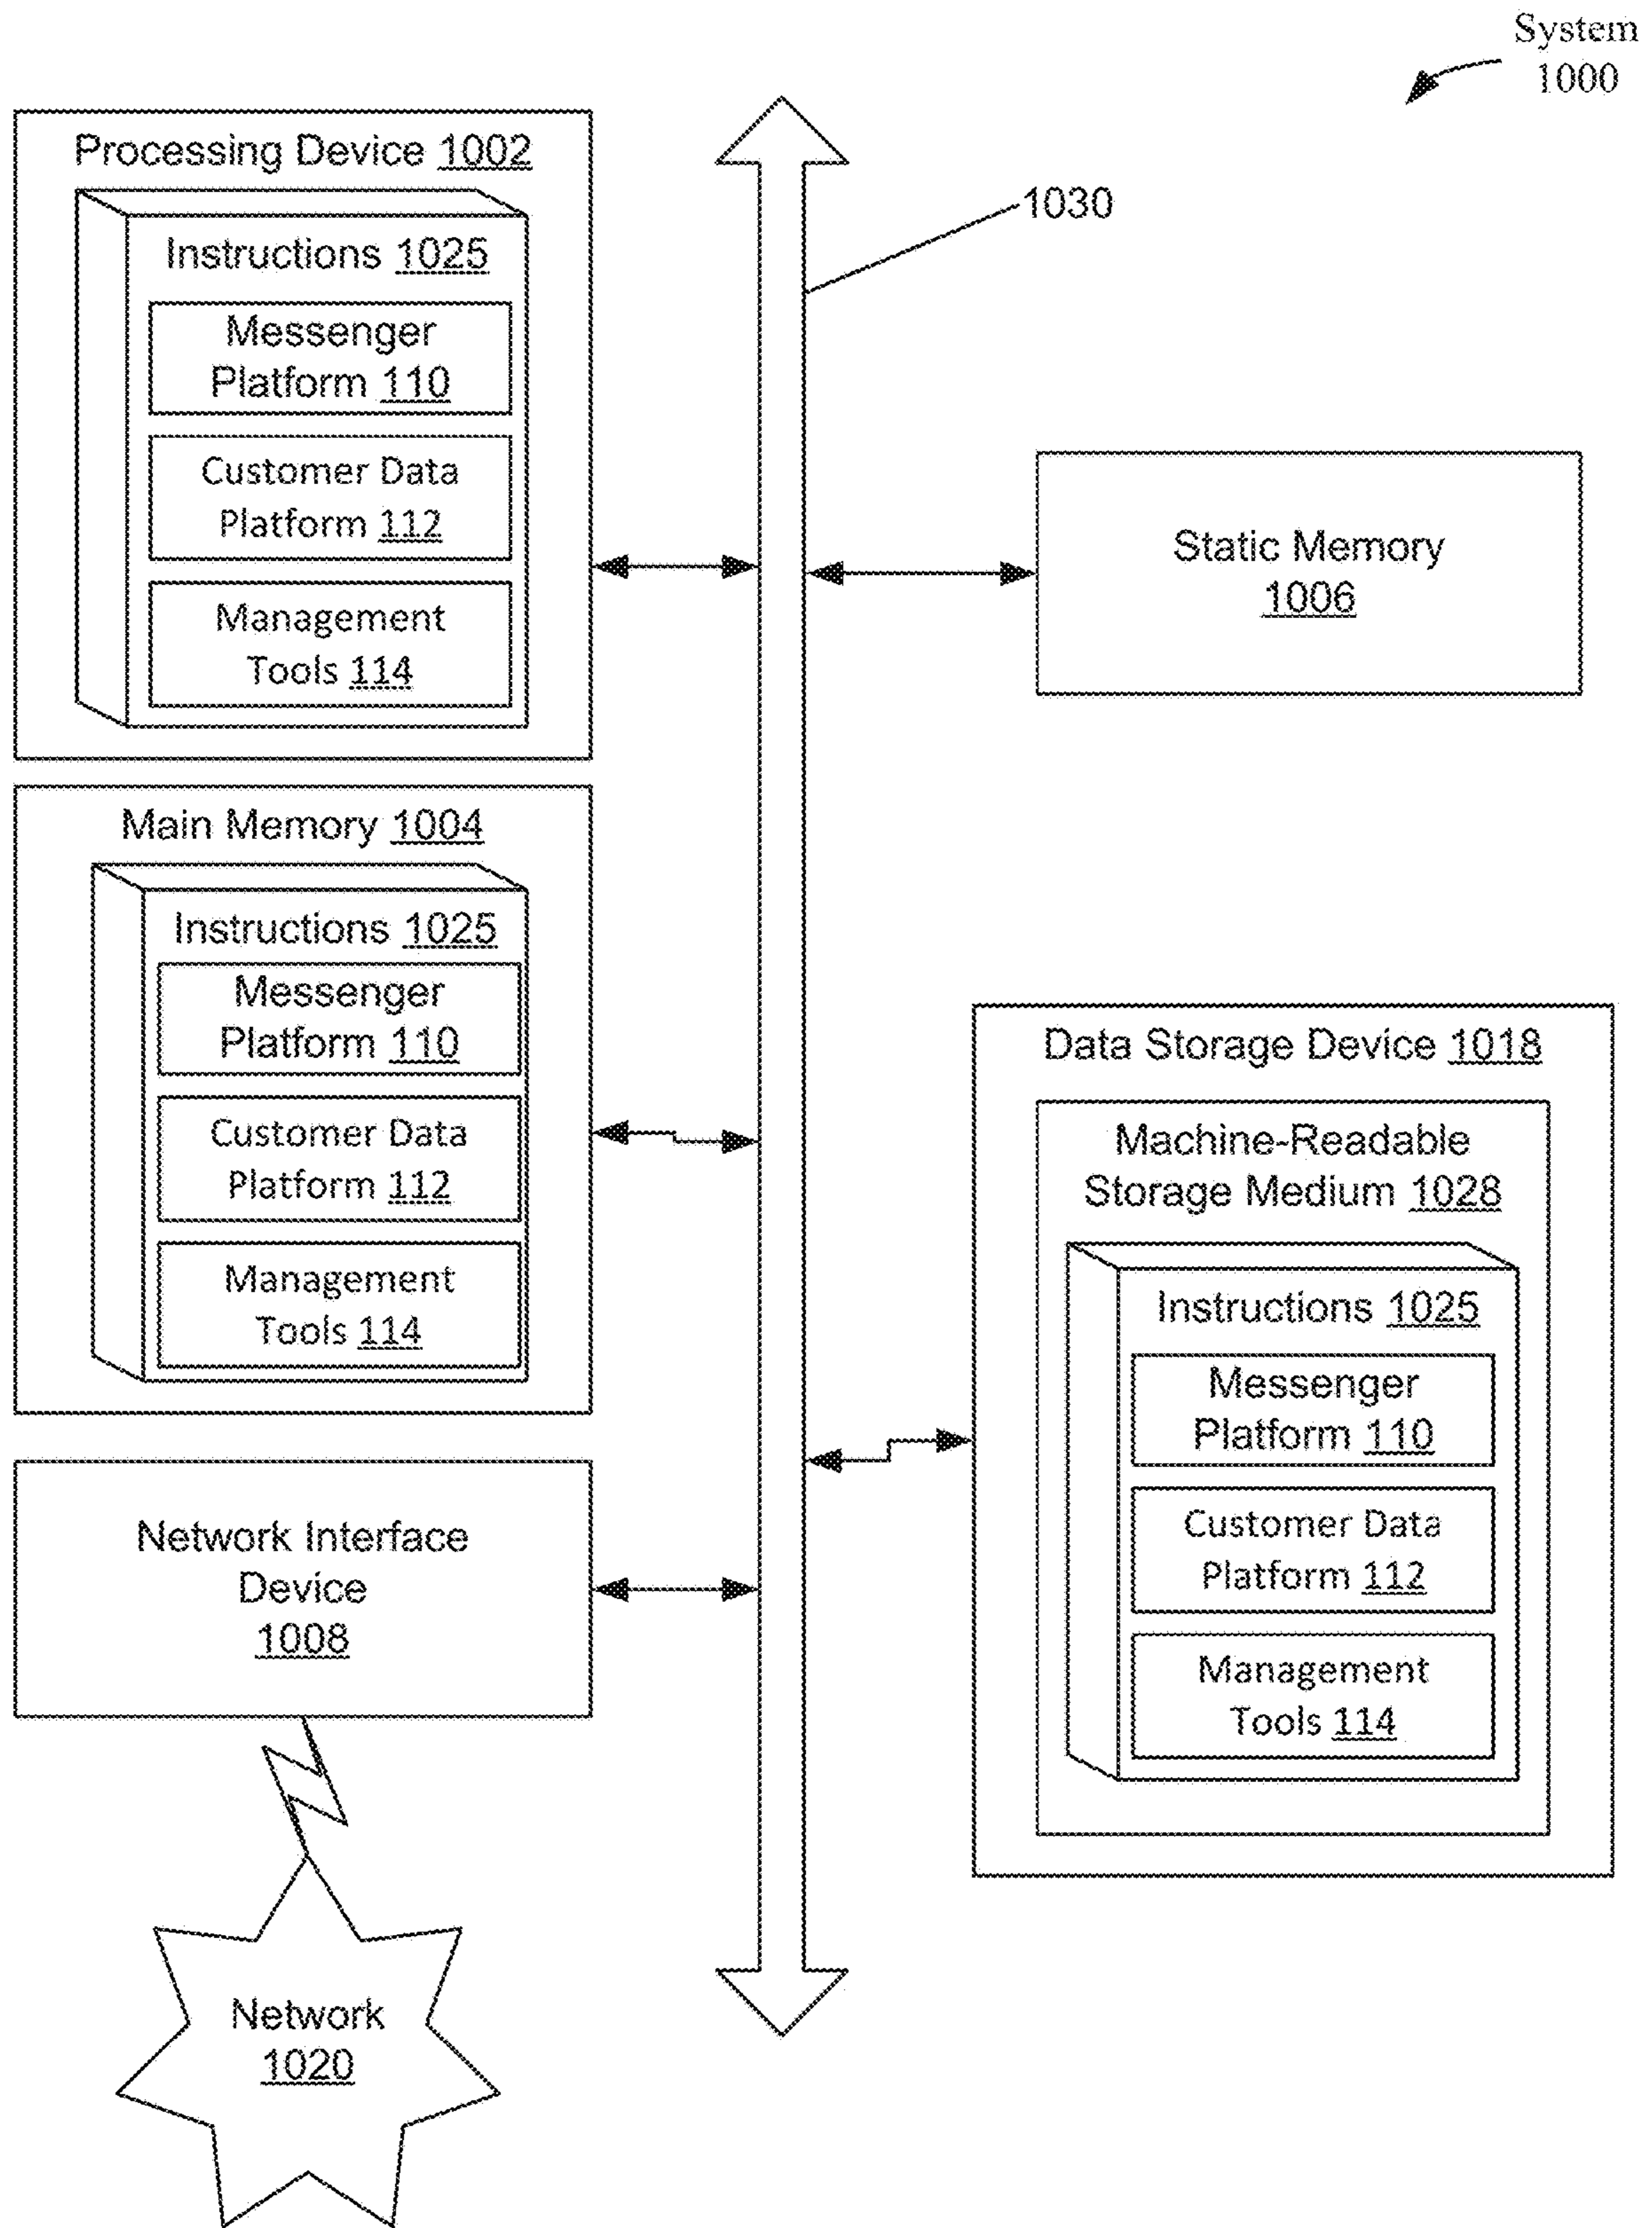 System
1000
Processing Device 1002
Instructions 1025
Messenger
Platform 110
Customer Data
Platform 112
Management
Tools 114
1030
Static Memory
1006
Main Memory 1004
Instructions 1025
Messenger
Platform 110
Customer Data
Platform 112
Management
Tools 114
Data Storage Device 1018
Machine-Readable
Storage Medium 1028
Instructions 1025
Messenger
Platform 110
Customer Data
Platform 112
Management
Tools 114
Network Interface
Device
1008
Network
1020